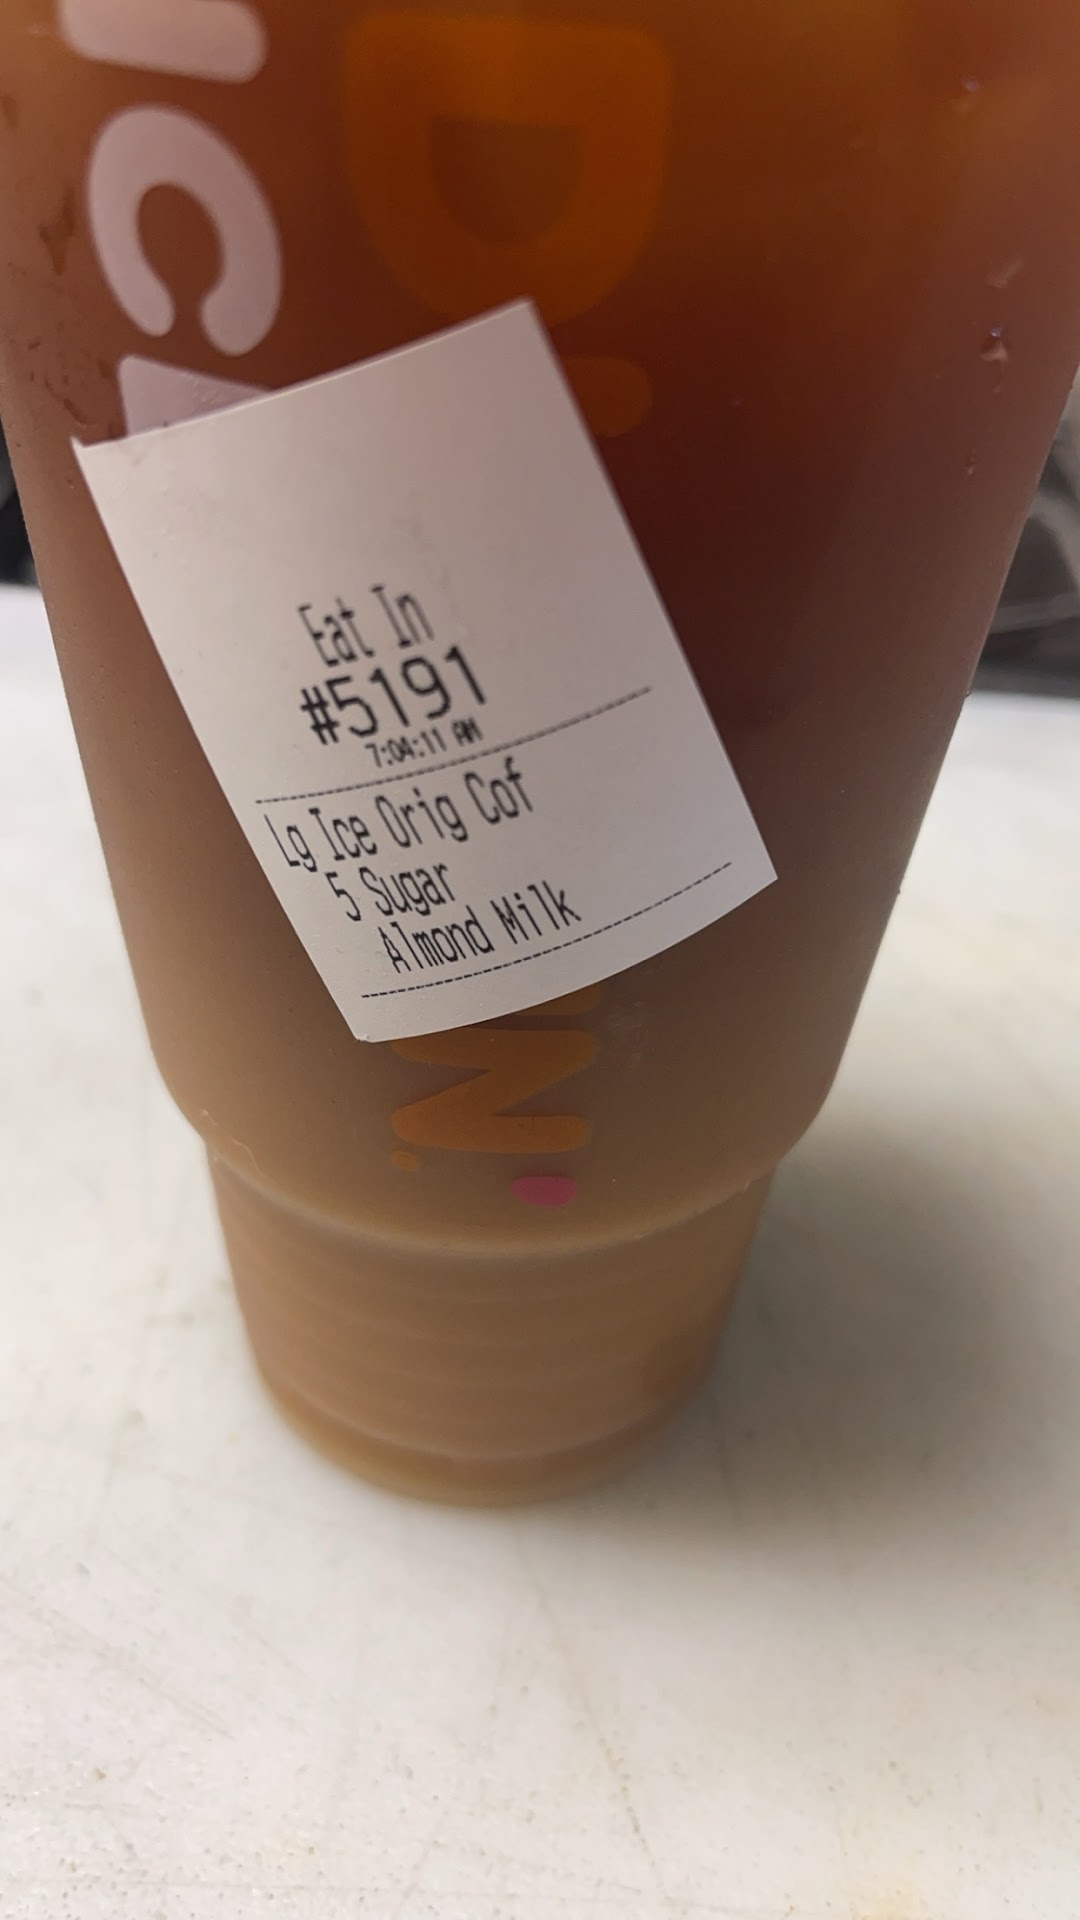 Eat In
#5191
7:04:11 AM
Lg Ice Orig Cof
5 Sugar
Almond Milk